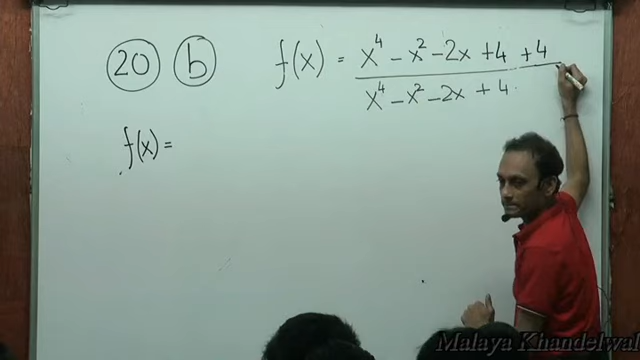 20 b f(x) = x⁴ - x² - 2x + 4 + 4
x⁴ - x² - 2x + 4
f(x) =
Malaya Khandelwal